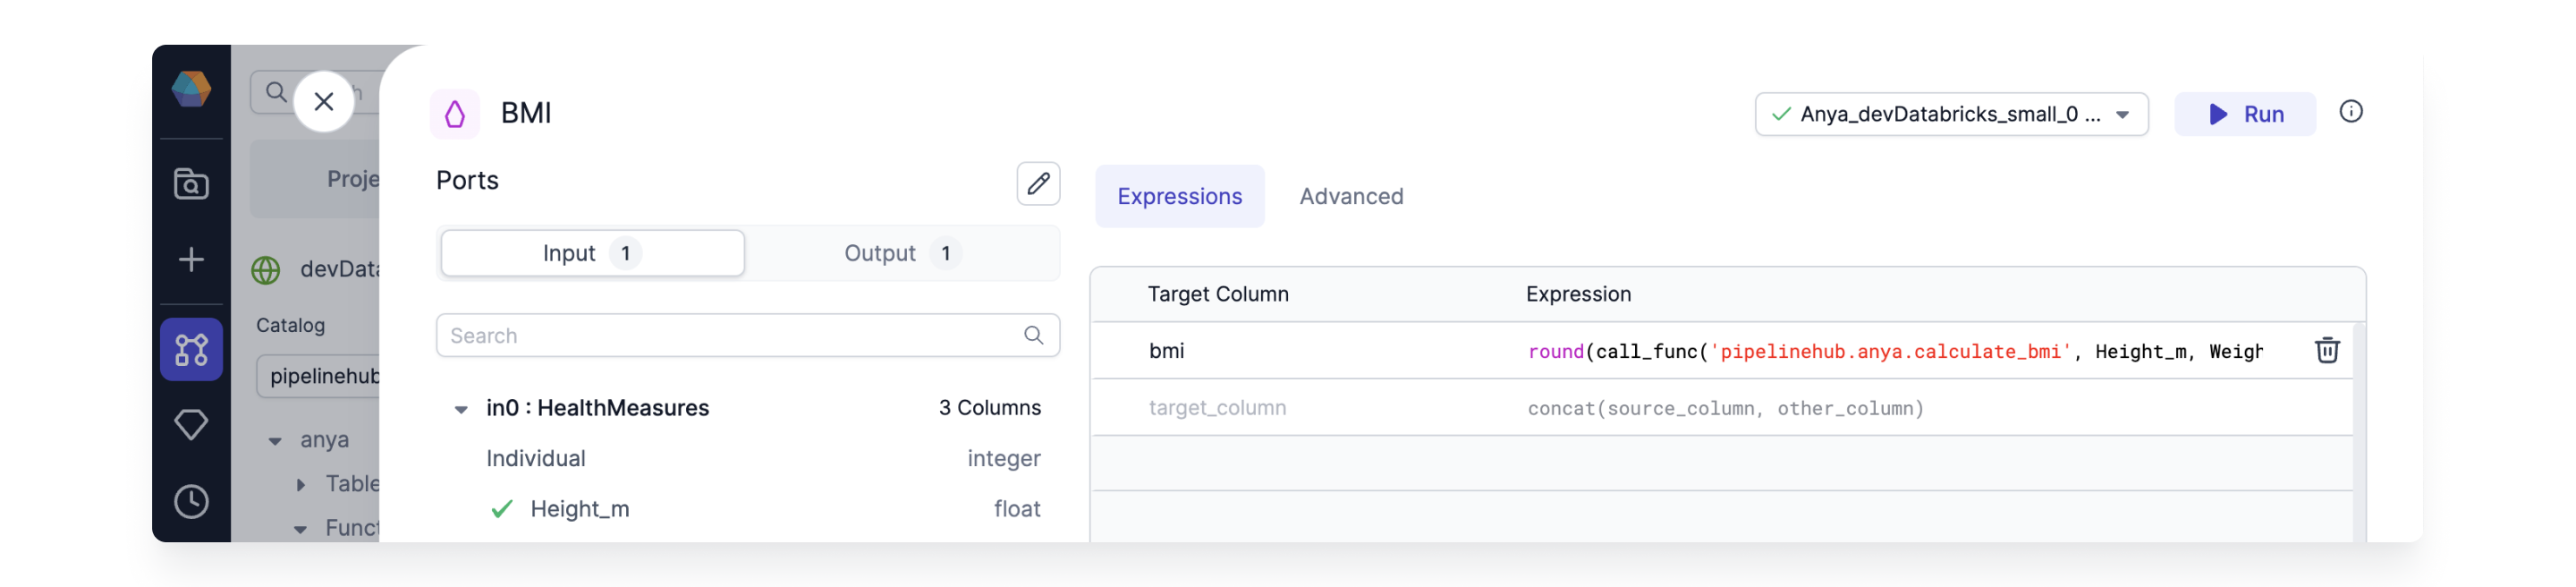 BMI
Anya_devDatabricks_small_0 ...
Run
Proje
Ports
Expressions
Advanced
Input 1
Output 1
devData
Target Column
Expression
Catalog
Search
bmi
round(call_func('pipelinehub.anya.calculate_bmi', Height_m, Weigh
pipelinehub
in0 : HealthMeasures
3 Columns
target_column
concat(source_column, other_column)
anya
Individual
integer
Table
Height_m
float
Funct